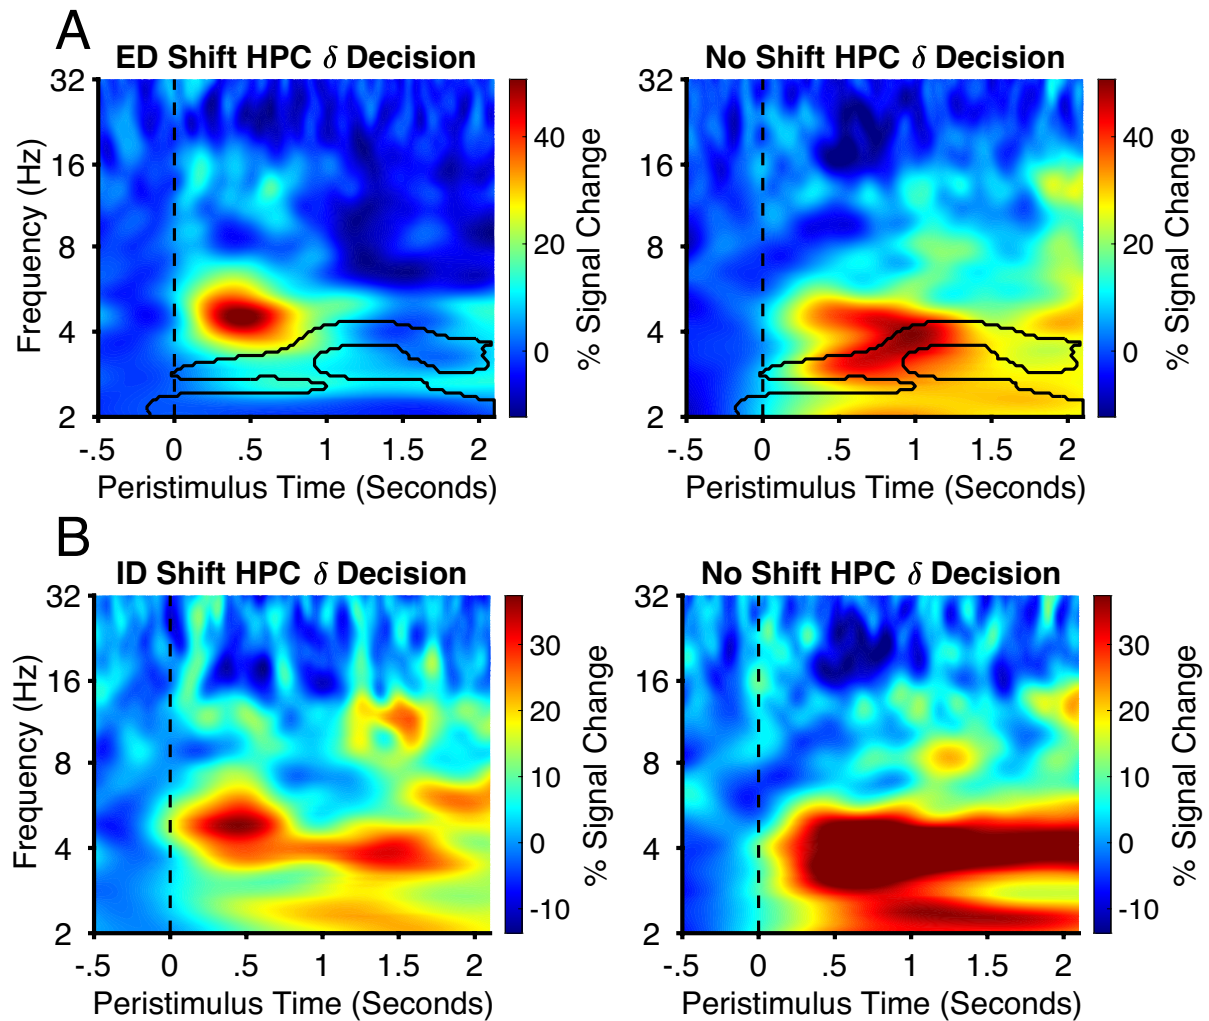 A
ED Shift HPC δ Decision
No Shift HPC δ Decision
32
16
8
4
2
Frequency (Hz)
-.5 0 .5 1 1.5 2
Peristimulus Time (Seconds)
40
20
0
% Signal Change
32
16
8
4
2
-.5 0 .5 1 1.5 2
Peristimulus Time (Seconds)
40
20
0
% Signal Change
B
ID Shift HPC δ Decision
No Shift HPC δ Decision
32
16
8
4
2
Frequency (Hz)
-.5 0 .5 1 1.5 2
Peristimulus Time (Seconds)
30
20
10
0
-10
% Signal Change
32
16
8
4
2
-.5 0 .5 1 1.5 2
Peristimulus Time (Seconds)
30
20
10
0
-10
% Signal Change